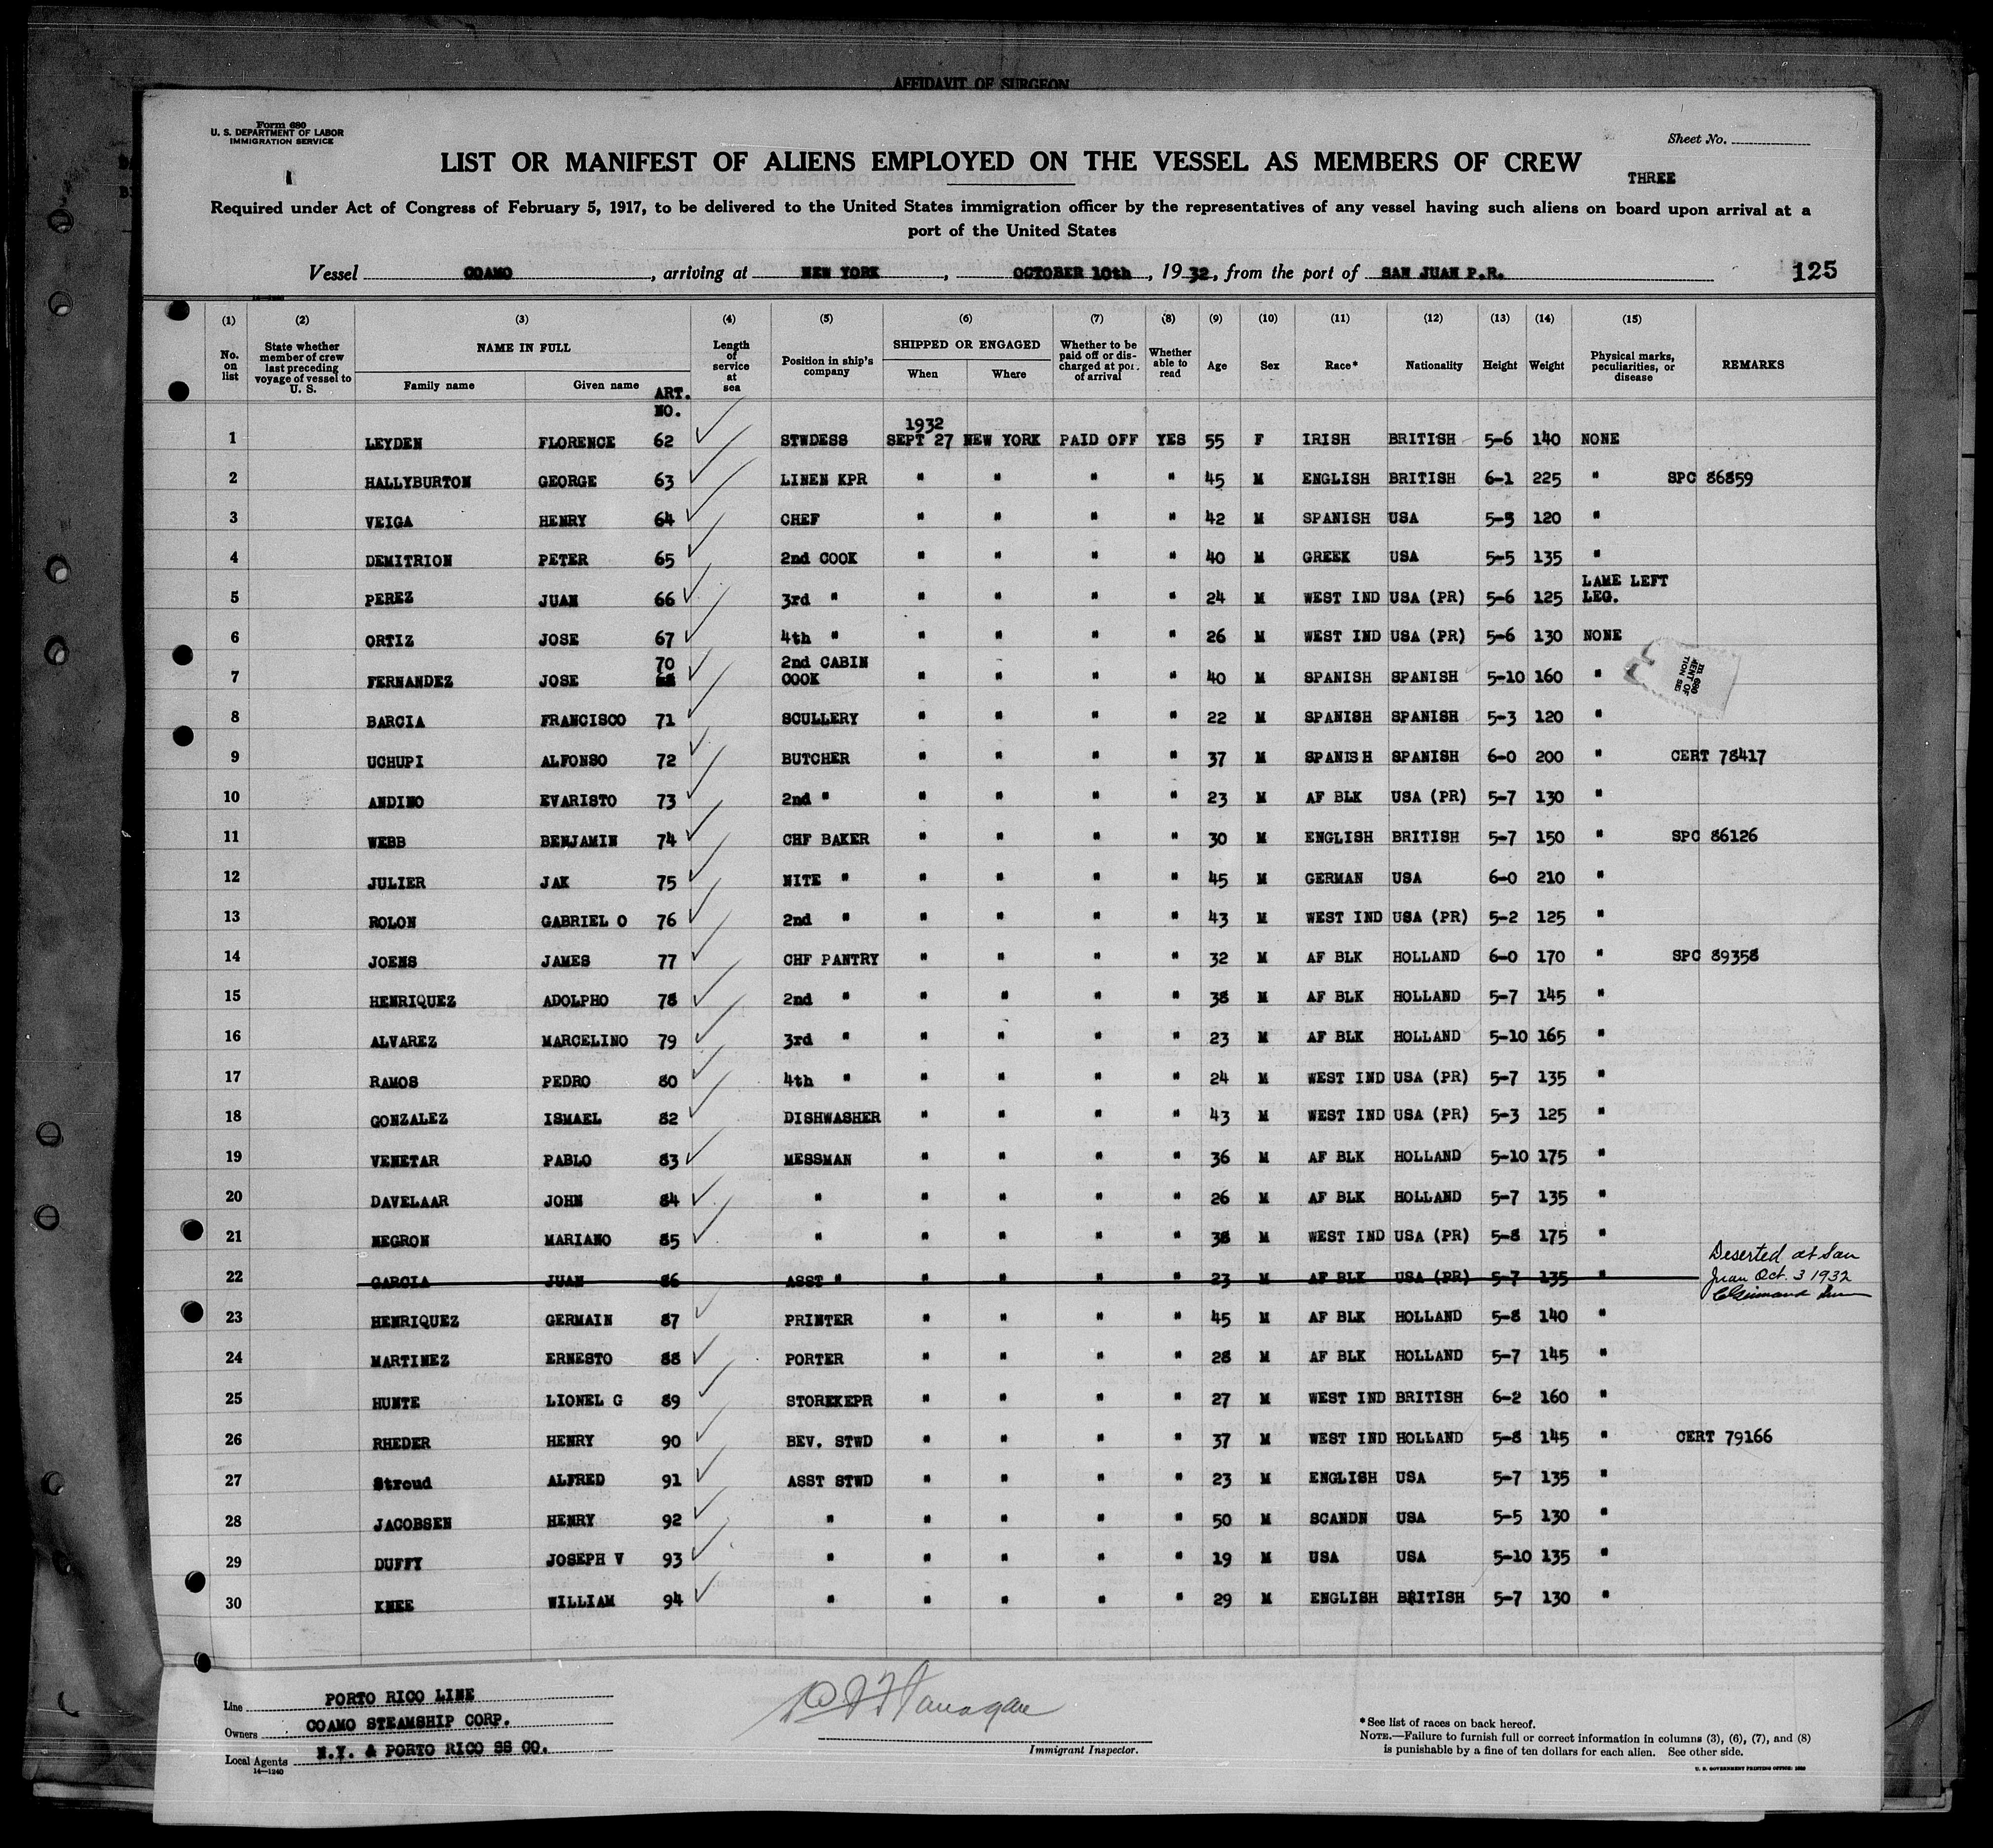 AFFIDAVIT OF SURGEON
Form 680
U. S. DEPARTMENT OF LABOR
IMMIGRATION SERVICE
Sheet No.
LIST OR MANIFEST OF ALIENS EMPLOYED ON THE VESSEL AS MEMBERS OF CREW
THREE
Required under Act of Congress of February 5, 1917, to be delivered to the United States immigration officer by the representatives of any vessel having such aliens on board upon arrival at a
port of the United States
Vessel COAMO, arriving at NEW YORK, OCTOBER 10th, 1932, from the port of SAN JUAN P.R. 125
(1) (2) (3) (4) (5) (6) (7) (8) (9) (10) (11) (12) (13) (14) (15)
No. on list State whether member of crew last preceding voyage of vessel to U. S. NAME IN FULL Family name Given name ART. NO. Length of service at sea Position in ship's company SHIPPED OR ENGAGED When Where Whether to be paid off or discharged at port of arrival Whether able to read Age Sex Race* Nationality Height Weight Physical marks, peculiarities, or disease REMARKS
1932
1 LEYDEN FLORENCE 62 STWDESS SEPT 27 NEW YORK PAID OFF YES 55 F IRISH BRITISH 5-6 140 NONE
2 HALLYBURTON GEORGE 63 LINEN KPR " " " " 45 M ENGLISH BRITISH 6-1 225 " SPC 86859
3 VEIGA HENRY 64 CHEF " " " " 42 M SPANISH USA 5-5 120 "
4 DEMITRION PETER 65 2nd COOK " " " " 40 M GREEK USA 5-5 135 "
5 PEREZ JUAN 66 3rd " " " " " 24 M WEST IND USA (PR) 5-6 125 LAME LEFT LEG.
6 ORTIZ JOSE 67 4th " " " " " 26 M WEST IND USA (PR) 5-6 130 NONE
7 FERNANDEZ JOSE 70 2nd CABIN COOK " " " " 40 M SPANISH SPANISH 5-10 160 "
8 BARCIA FRANCISCO 71 SCULLERY " " " " 22 M SPANISH SPANISH 5-3 120 "
9 UCHUPI ALFONSO 72 BUTCHER " " " " 37 M SPANISH SPANISH 6-0 200 " CERT 78417
10 ANDINO EVARISTO 73 2nd " " " " " 23 M AF BLK USA (PR) 5-7 130 "
11 WEBB BENJAMIN 74 CHF BAKER " " " " 30 M ENGLISH BRITISH 5-7 150 " SPC 86126
12 JULIER JAK 75 NITE " " " " " 45 M GERMAN USA 6-0 210 "
13 ROLON GABRIEL O 76 2nd " " " " " 43 M WEST IND USA (PR) 5-2 125 "
14 JOENS JAMES 77 CHF PANTRY " " " " 32 M AF BLK HOLLAND 6-0 170 " SPC 89358
15 HENRIQUEZ ADOLPHO 78 2nd " " " " " 38 M AF BLK HOLLAND 5-7 145 "
16 ALVAREZ MARCELINO 79 3rd " " " " " 23 M AF BLK HOLLAND 5-10 165 "
17 RAMOS PEDRO 80 4th " " " " " 24 M WEST IND USA (PR) 5-7 135 "
18 GONZALEZ ISMAEL 82 DISHWASHER " " " " 43 M WEST IND USA (PR) 5-3 125 "
19 VENETAR PABLO 83 MESSMAN " " " " 36 M AF BLK HOLLAND 5-10 175 "
20 DAVELAAR JOHN 84 " " " " " 26 M AF BLK HOLLAND 5-7 135 "
21 NEGRON MARIANO 85 " " " " " 38 M WEST IND USA (PR) 5-8 175 "
22 GARCIA JUAN 86 ASST " " " " " 23 M AF BLK USA (PR) 5-7 135 " Deserted at San Juan Oct. 3 1932
23 HENRIQUEZ GERMAIN 87 PRINTER " " " " 45 M AF BLK HOLLAND 5-8 140 "
24 MARTINEZ ERNESTO 88 PORTER " " " " 28 M AF BLK HOLLAND 5-7 145 "
25 HUNTE LIONEL G 89 STOREKEPR " " " " 27 M WEST IND BRITISH 6-2 160 "
26 RHEDER HENRY 90 BEV. STWD " " " " 37 M WEST IND HOLLAND 5-8 145 " CERT 79166
27 Stroud ALFRED 91 ASST STWD " " " " 23 M ENGLISH USA 5-7 135 "
28 JACOBSEN HENRY 92 " " " " " 50 M SCANDN USA 5-5 130 "
29 DUFFY JOSEPH V 93 " " " " " 19 M USA USA 5-10 135 "
30 KNEE WILLIAM 94 " " " " " 29 M ENGLISH BRITISH 5-7 130 "
Line PORTO RICO LINE
Owners COAMO STEAMSHIP CORP.
Local Agents N.Y. & PORTO RICO SS CO.
14—1240
Immigrant Inspector.
*See list of races on back hereof.
NOTE.—Failure to furnish full or correct information in columns (3), (6), (7), and (8)
is punishable by a fine of ten dollars for each alien. See other side.